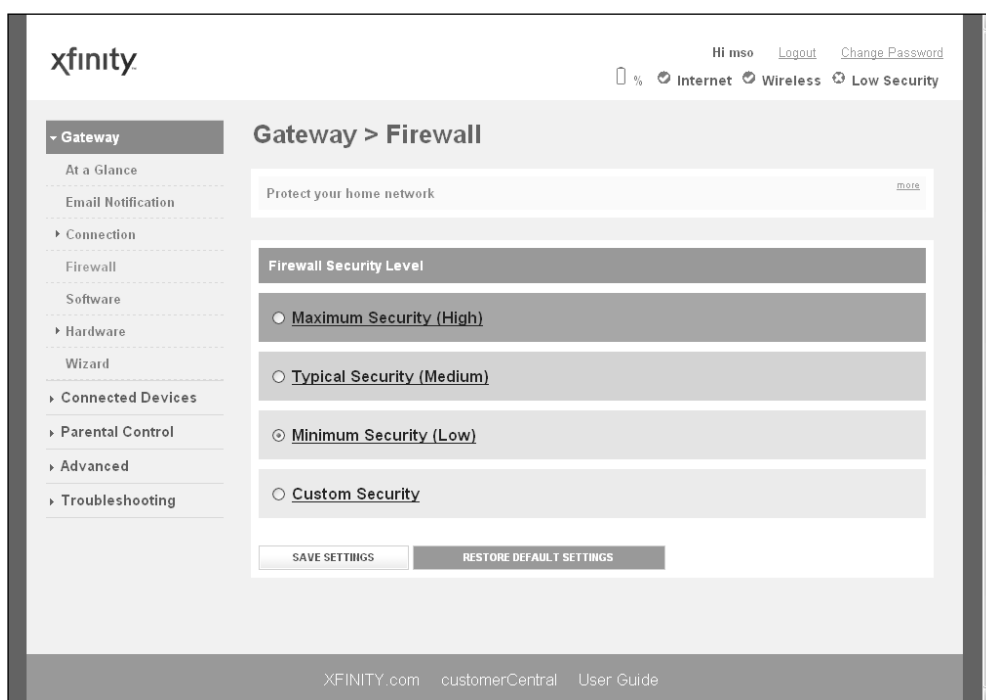 xfinity
Hi mso Logout Change Password
% Internet Wireless Low Security
Gateway
At a Glance
Email Notification
Connection
Firewall
Software
Hardware
Wizard
Connected Devices
Parental Control
Advanced
Troubleshooting
Gateway > Firewall
Protect your home network more
Firewall Security Level
Maximum Security (High)
Typical Security (Medium)
Minimum Security (Low)
Custom Security
SAVE SETTINGS RESTORE DEFAULT SETTINGS
XFINITY.com customerCentral User Guide